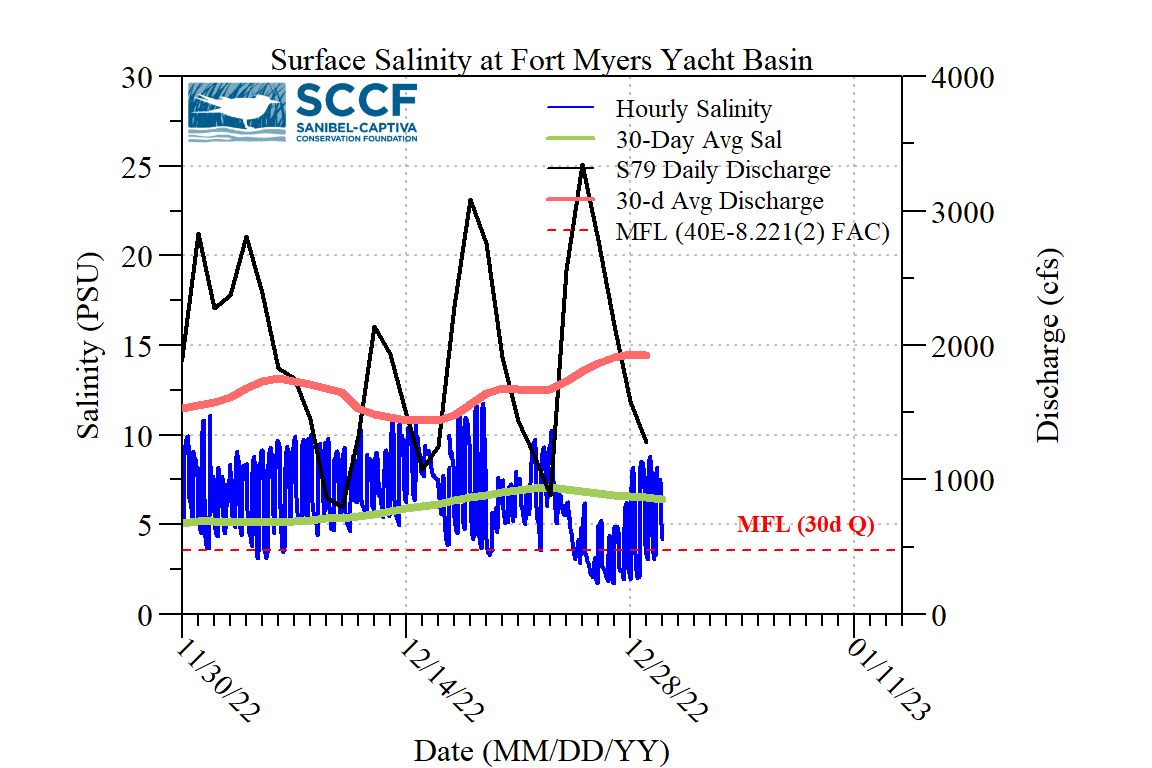 Surface Salinity at Fort Myers Yacht Basin
SCCF
SANIBEL-CAPTIVA
CONSERVATION FOUNDATION
Hourly Salinity
30-Day Avg Sal
S79 Daily Discharge
30-d Avg Discharge
MFL (40E-8.221(2) FAC)
MFL (30d Q)
Salinity (PSU)
30
25
20
15
10
5
0
Discharge (cfs)
4000
3000
2000
1000
0
11/30/22
12/14/22
12/28/22
01/11/23
Date (MM/DD/YY)